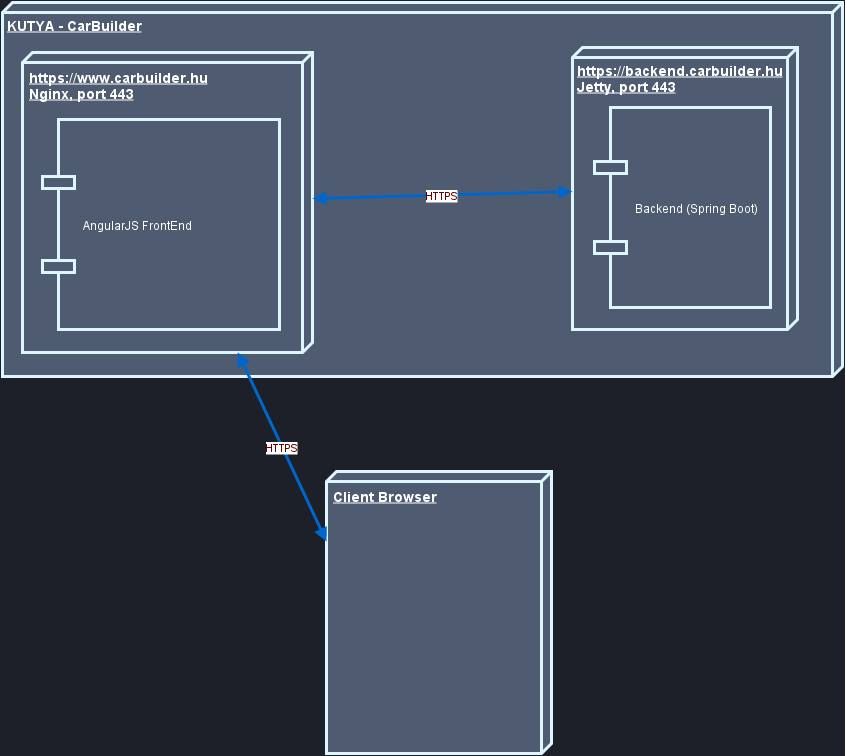 KUTYA - CarBuilder
https://www.carbuilder.hu
Nginx, port 443
AngularJS FrontEnd
HTTPS
https://backend.carbuilder.hu
Jetty, port 443
Backend (Spring Boot)
HTTPS
Client Browser